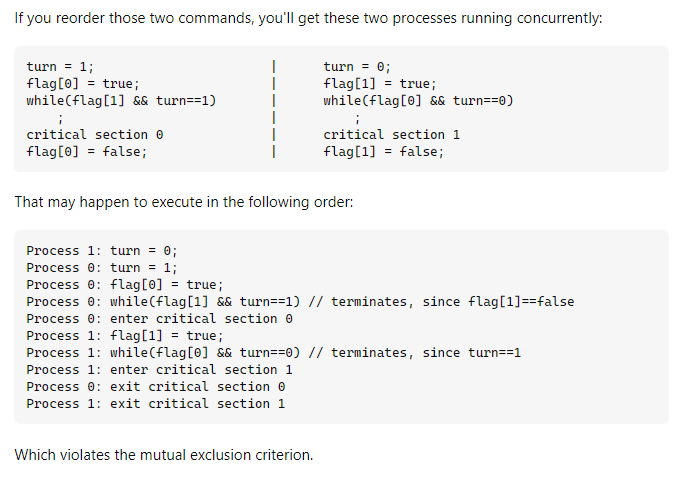 If you reorder those two commands, you'll get these two processes running concurrently:
turn = 1; | turn = 0;
flag[0] = true; | flag[1] = true;
while(flag[1] && turn==1) | while(flag[0] && turn==0)
; | ;
critical section 0 | critical section 1
flag[0] = false; | flag[1] = false;
That may happen to execute in the following order:
Process 1: turn = 0;
Process 0: turn = 1;
Process 0: flag[0] = true;
Process 0: while(flag[1] && turn==1) // terminates, since flag[1]==false
Process 0: enter critical section 0
Process 1: flag[1] = true;
Process 1: while(flag[0] && turn==0) // terminates, since turn==1
Process 1: enter critical section 1
Process 0: exit critical section 0
Process 1: exit critical section 1
Which violates the mutual exclusion criterion.